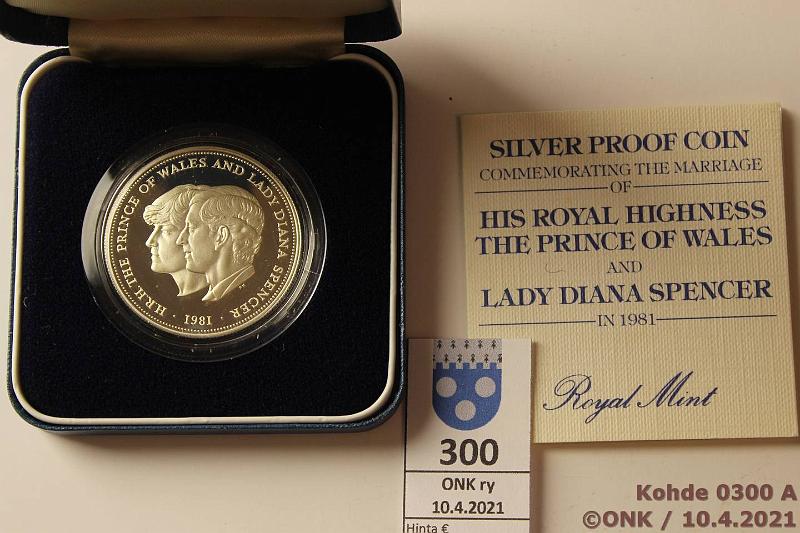 H.R.H. THE PRINCE OF WALES AND LADY DIANA SPENCER
· 1981 ·
SILVER PROOF COIN
COMMEMORATING THE MARRIAGE
OF
HIS ROYAL HIGHNESS
THE PRINCE OF WALES
AND
LADY DIANA SPENCER
IN 1981
Royal Mint
300
ONK ry
10.4.2021
Hinta €
Kohde 0300 A
©ONK / 10.4.2021